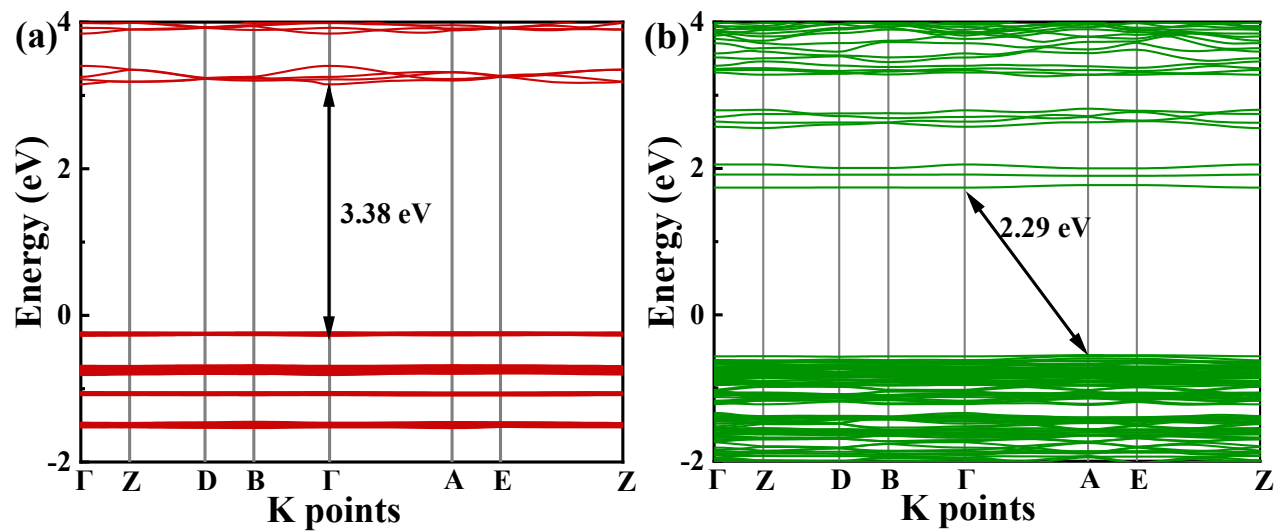 (a)
Energy (eV)
4
2
0
-2
3.38 eV
Γ Z D B Γ A E Z
K points
(b)
Energy (eV)
4
2
0
-2
2.29 eV
Γ Z D B Γ A E Z
K points